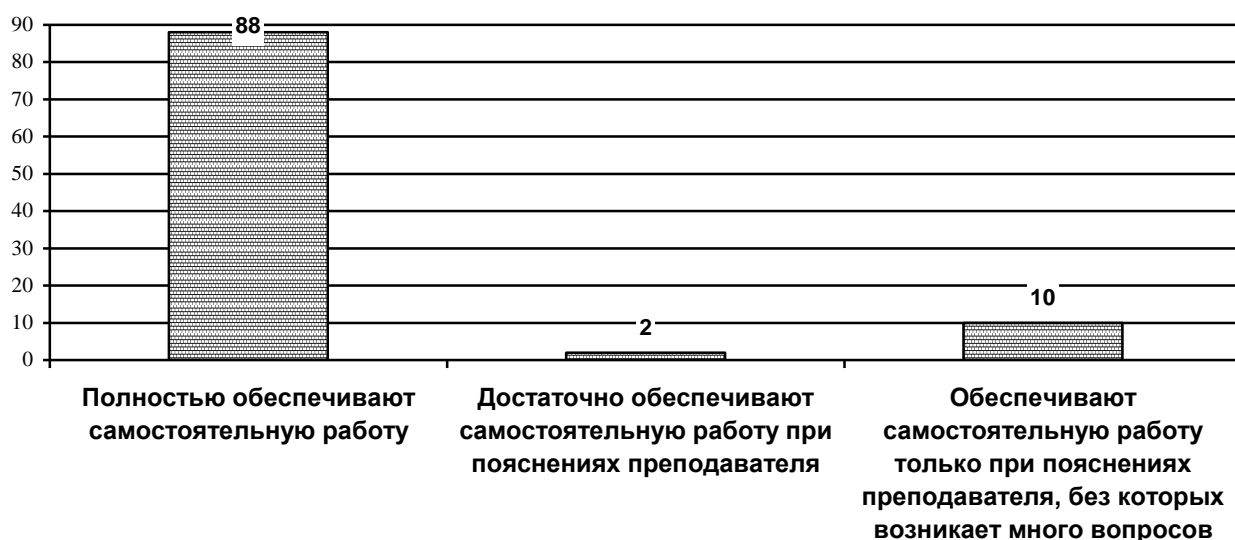 90
80
70
60
50
40
30
20
10
0
88
2
10
Полностью обеспечивают
самостоятельную работу
Достаточно обеспечивают
самостоятельную работу при
пояснениях преподавателя
Обеспечивают
самостоятельную работу
только при пояснениях
преподавателя, без которых
возникает много вопросов